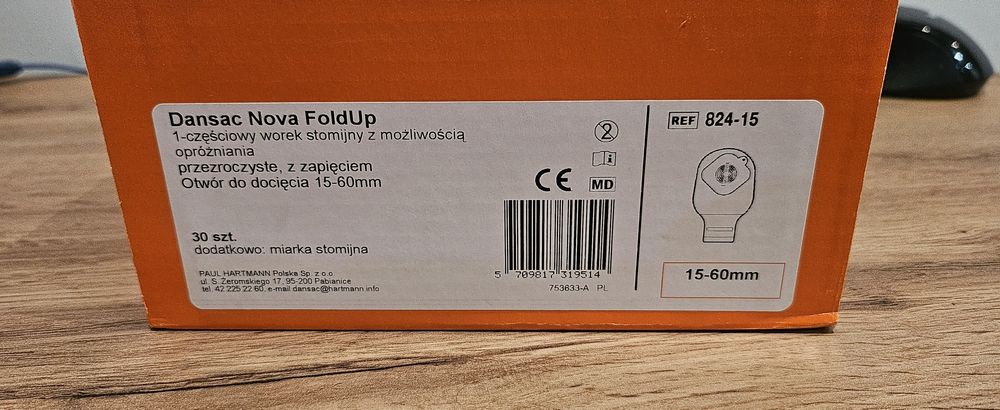 Dansac Nova FoldUp
1-częściowy worek stomijny z możliwością
opróżniania
przezroczyste, z zapięciem
Otwór do docięcia 15-60mm
30 szt.
dodatkowo: miarka stomijna
PAUL HARTMANN Polska Sp. z o.o.
ul. S. Żeromskiego 17, 95-200 Pabianice
tel. 42 225 22 60, e-mail dansac@hartmann.info
2
i
CE
MD
5 709817 319514
753633-A PL
REF 824-15
15-60mm